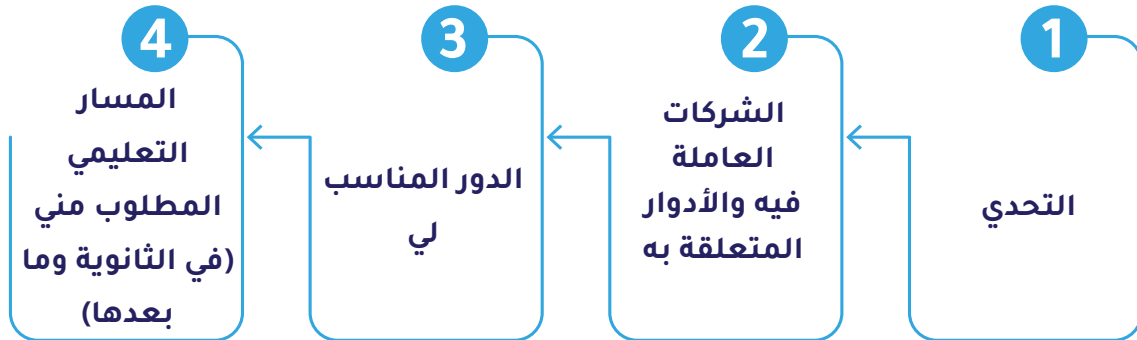 1
التحدي
2
الشركات
العاملة
فيه والأدوار
المتعلقة به
3
الدور المناسب
لي
4
المسار
التعليمي
المطلوب مني
(في الثانوية وما
بعدها)